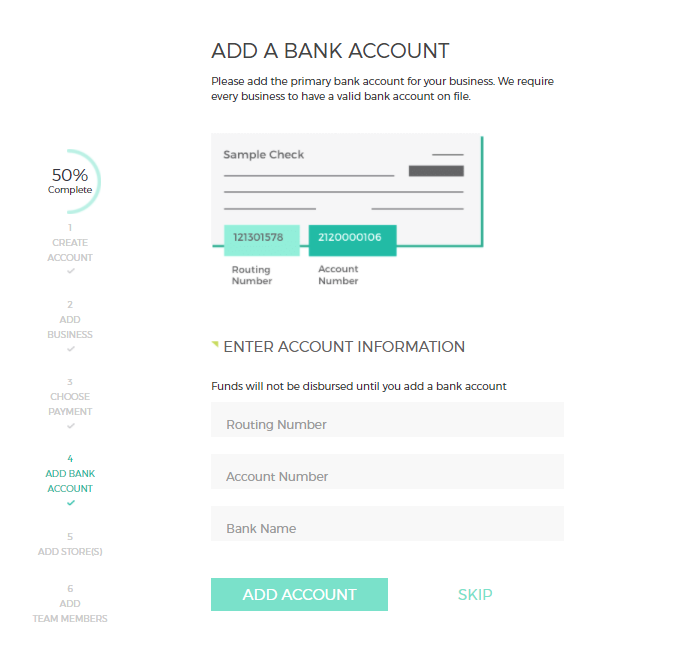 ADD A BANK ACCOUNT
Please add the primary bank account for your business. We require
every business to have a valid bank account on file.
50%
Complete
1
CREATE
ACCOUNT
2
ADD
BUSINESS
3
CHOOSE
PAYMENT
4
ADD BANK
ACCOUNT
5
ADD STORE(S)
6
ADD
TEAM MEMBERS
Sample Check
121301578
2120000106
Routing
Number
Account
Number
ENTER ACCOUNT INFORMATION
Funds will not be disbursed until you add a bank account
Routing Number
Account Number
Bank Name
ADD ACCOUNT
SKIP